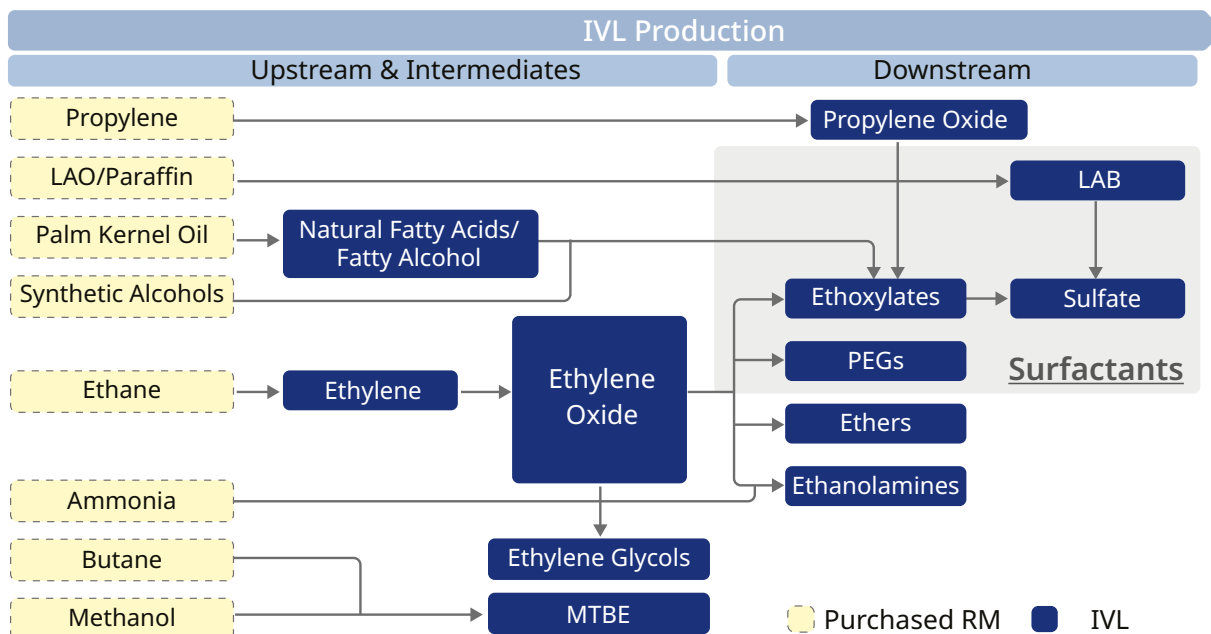 IVL Production
Upstream & Intermediates
Downstream
Propylene
Propylene Oxide
LAO/Paraffin
LAB
Palm Kernel Oil
Natural Fatty Acids/
Fatty Alcohol
Synthetic Alcohols
Ethoxylates
Sulfate
Ethane
Ethylene
Ethylene
Oxide
PEGs
Surfactants
Ethers
Ethanolamines
Ammonia
Butane
Ethylene Glycols
Methanol
MTBE
Purchased RM
IVL